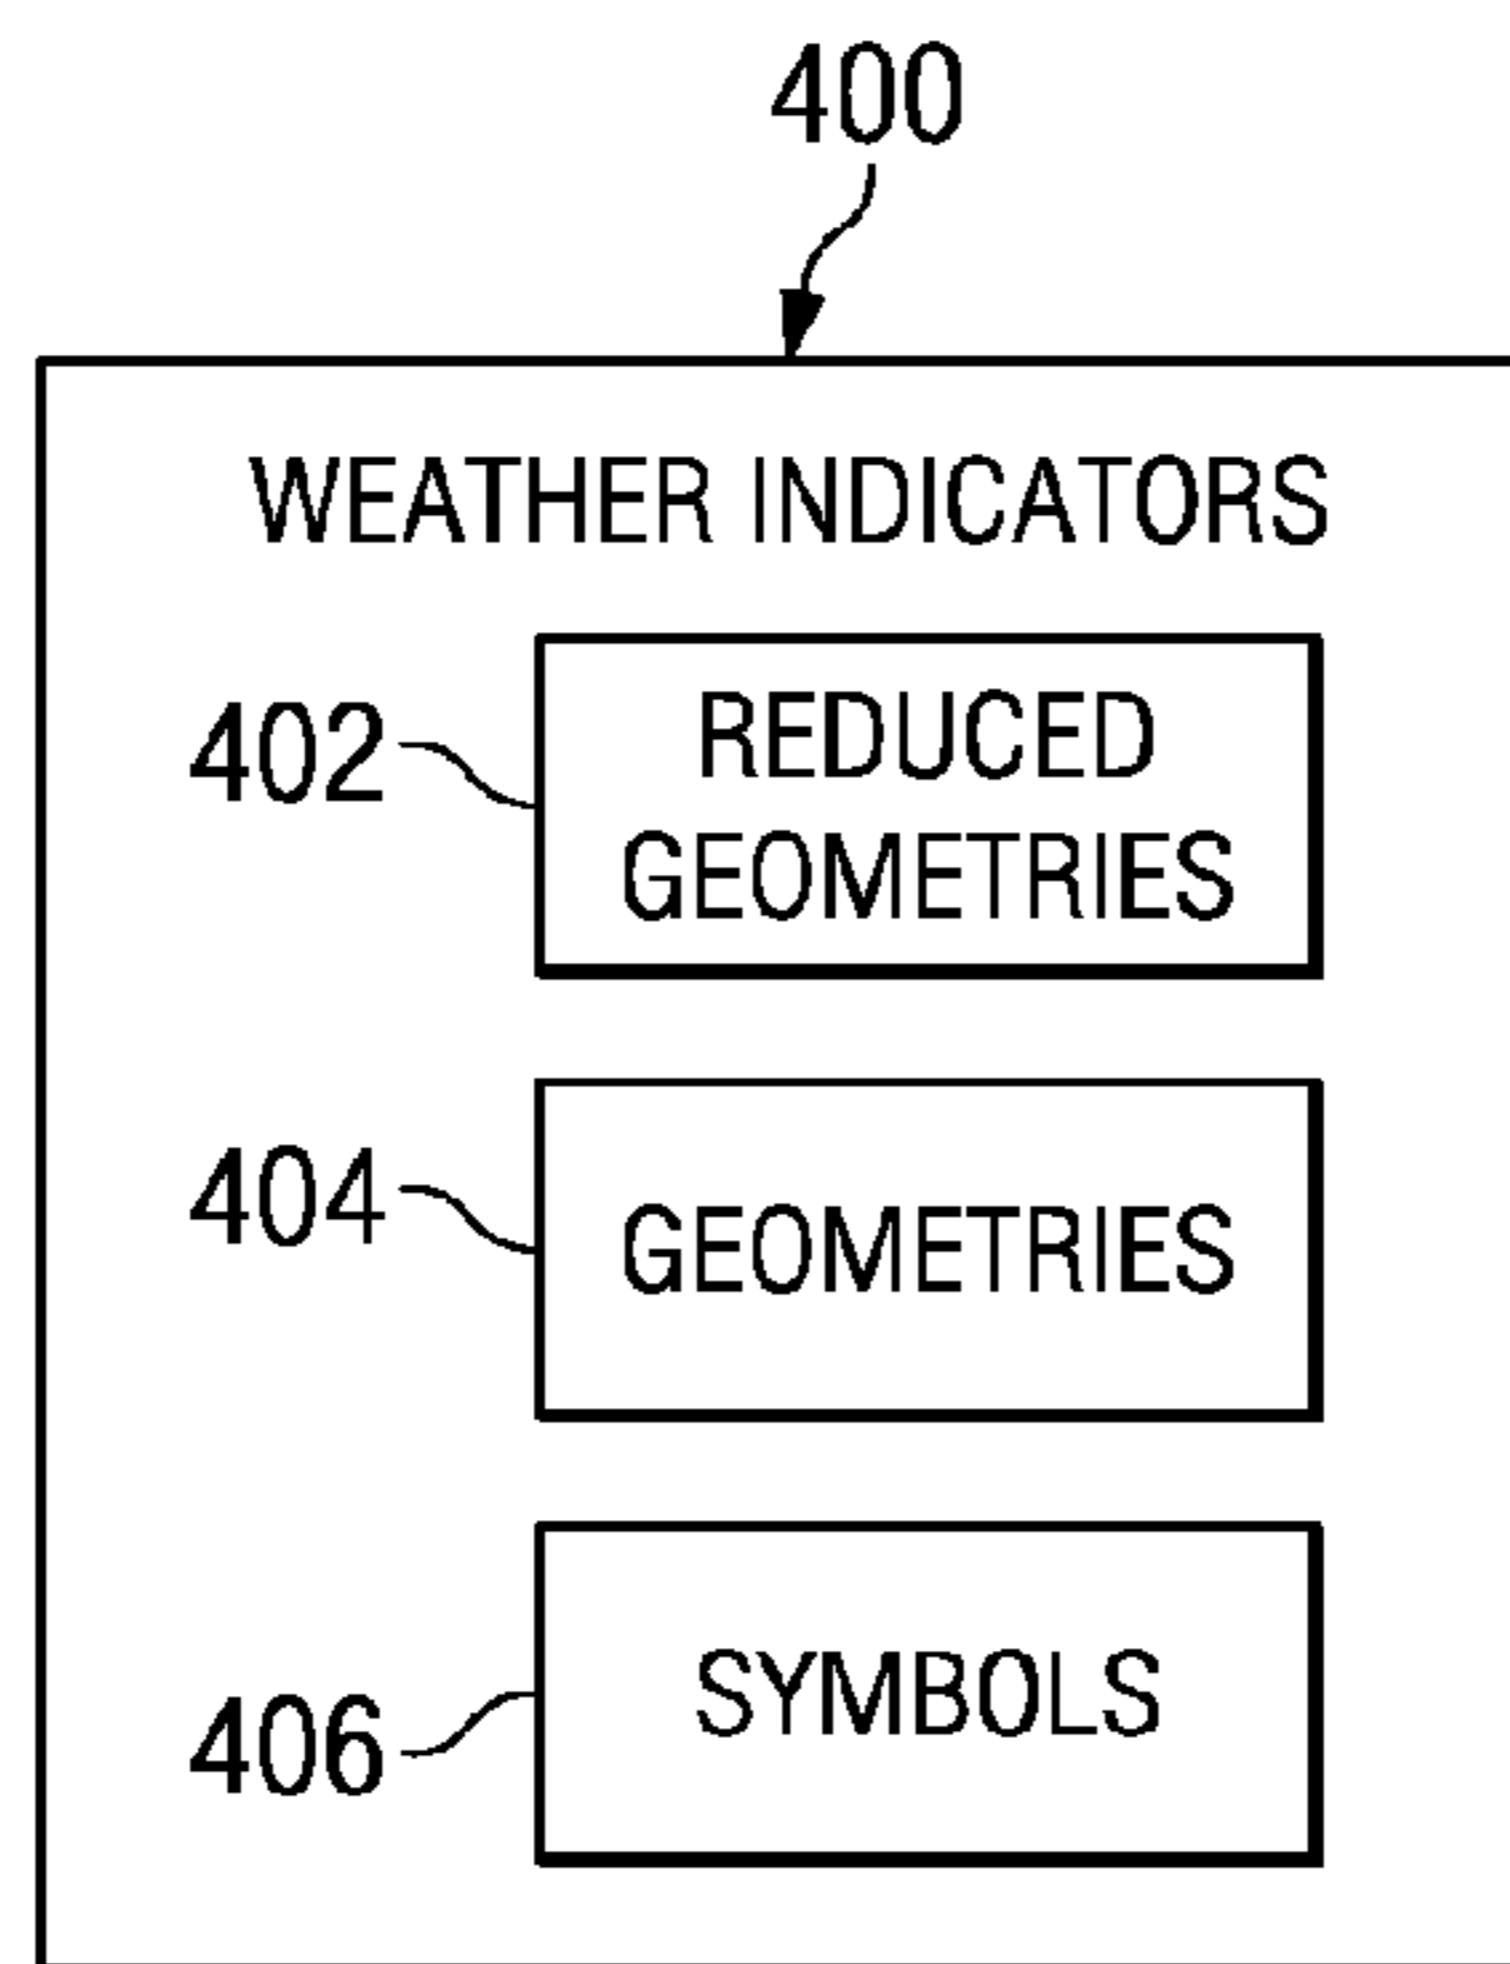 400
WEATHER INDICATORS
402
REDUCED
GEOMETRIES
404
GEOMETRIES
406
SYMBOLS